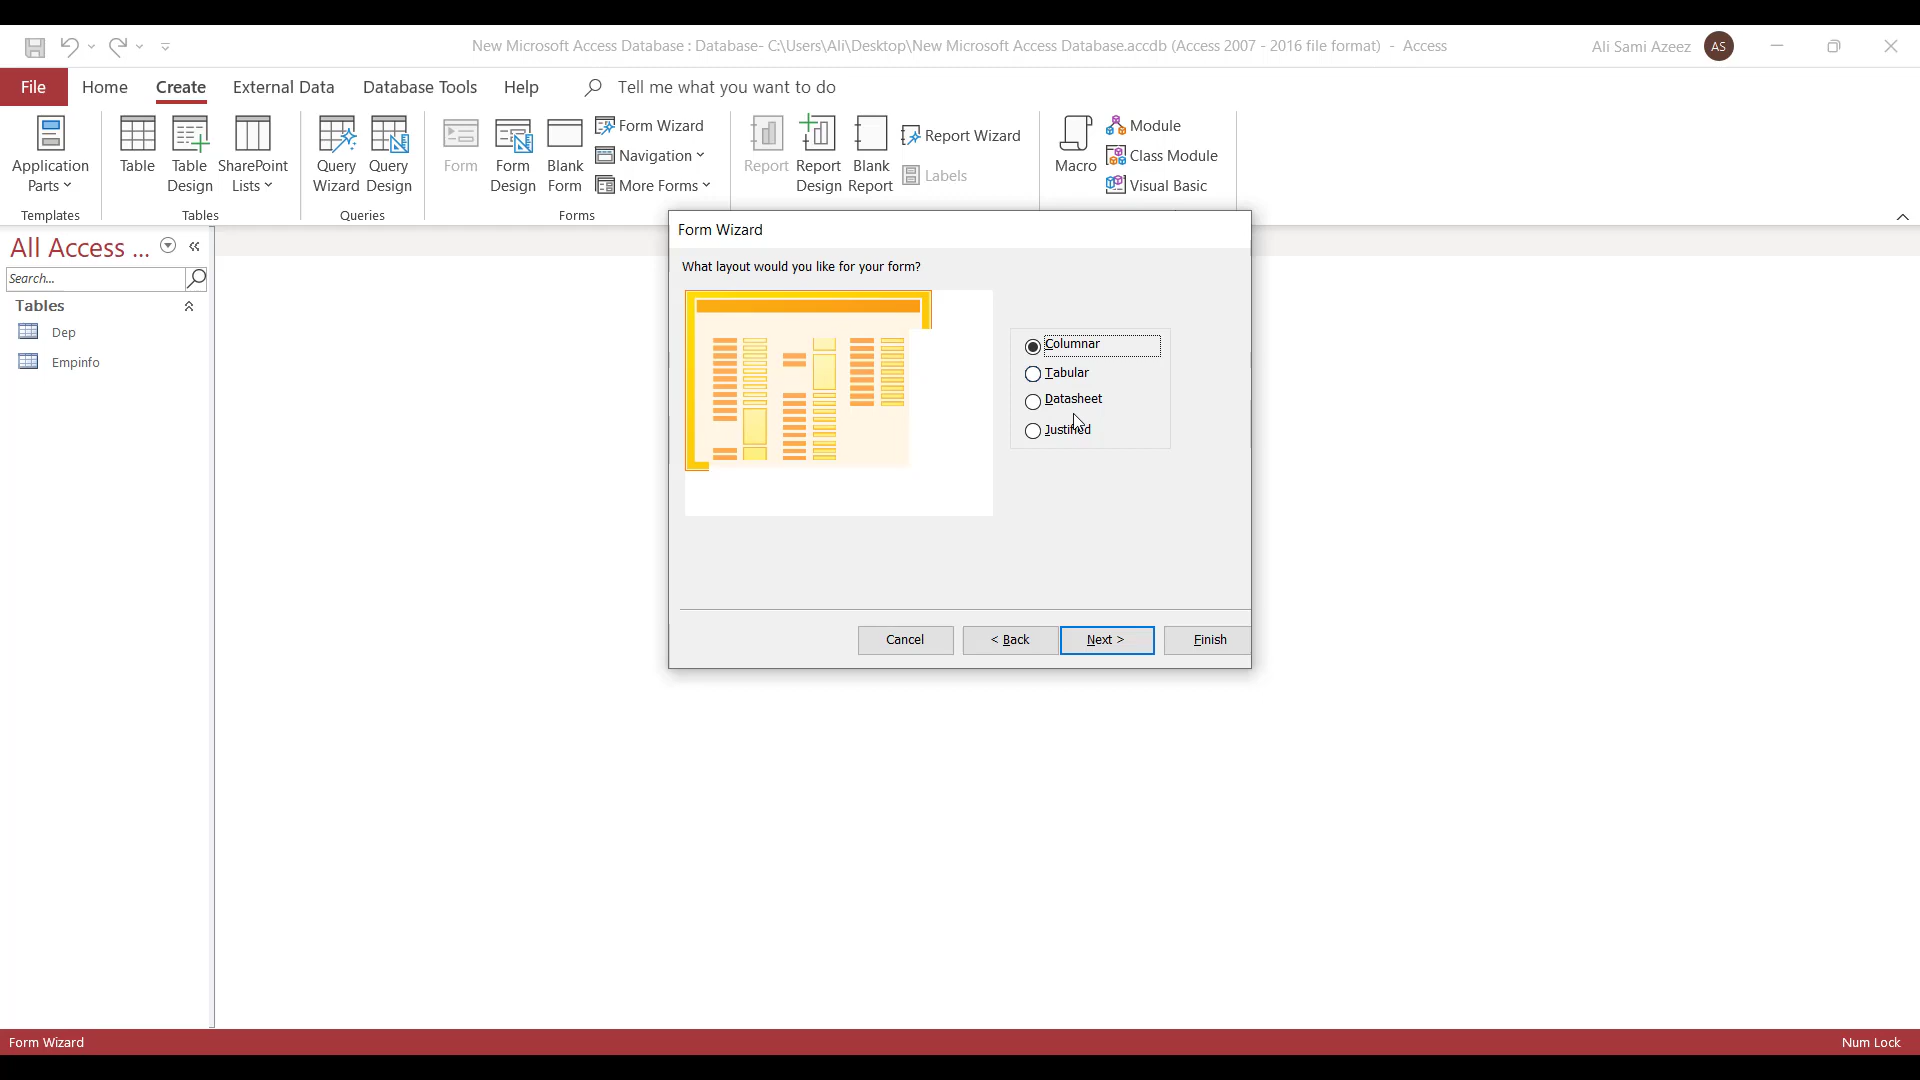 New Microsoft Access Database : Database- C:\Users\Ali\Desktop\New Microsoft Access Database.accdb (Access 2007 - 2016 file format) - Access
Ali Sami Azeez
AS
File
Home
Create
External Data
Database Tools
Help
Tell me what you want to do
Application Parts
Table
Table Design
SharePoint Lists
Query Wizard
Query Design
Form
Form Design
Blank Form
Form Wizard
Navigation
More Forms
Report
Report Design
Blank Report
Report Wizard
Labels
Macro
Module
Class Module
Visual Basic
Templates
Tables
Queries
Forms
All Access ...
Search...
Tables
Dep
Empinfo
Form Wizard
What layout would you like for your form?
Columnar
Tabular
Datasheet
Justified
Cancel
< Back
Next >
Finish
Form Wizard
Num Lock